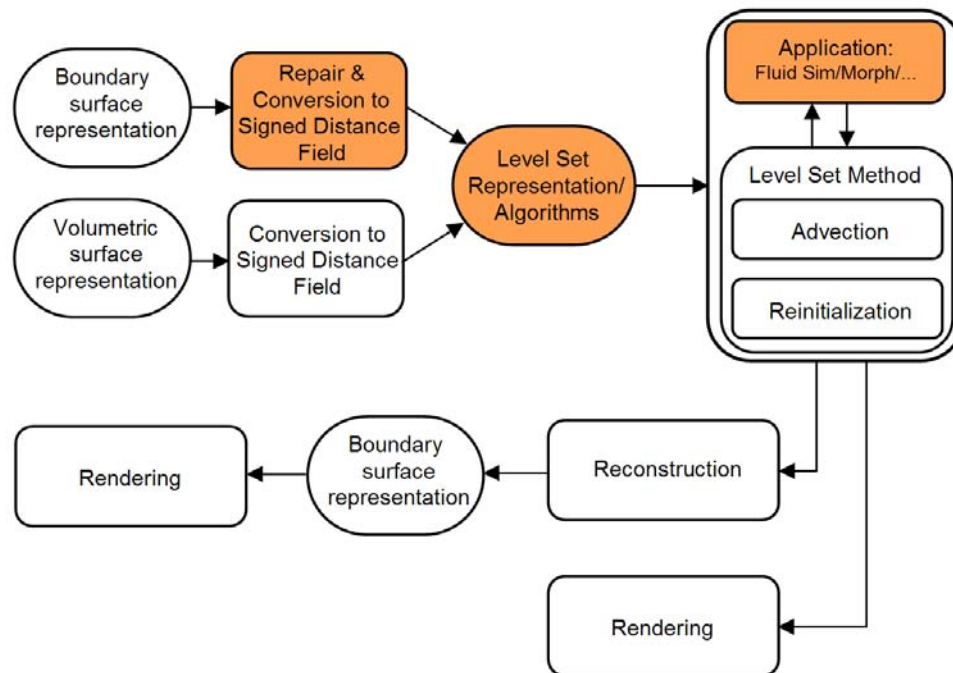 Boundary
surface
representation
Repair &
Conversion to
Signed Distance
Field
Volumetric
surface
representation
Conversion to
Signed Distance
Field
Level Set
Representation/
Algorithms
Application:
Fluid Sim/Morph/...
Level Set Method
Advection
Reinitialization
Rendering
Boundary
surface
representation
Reconstruction
Rendering